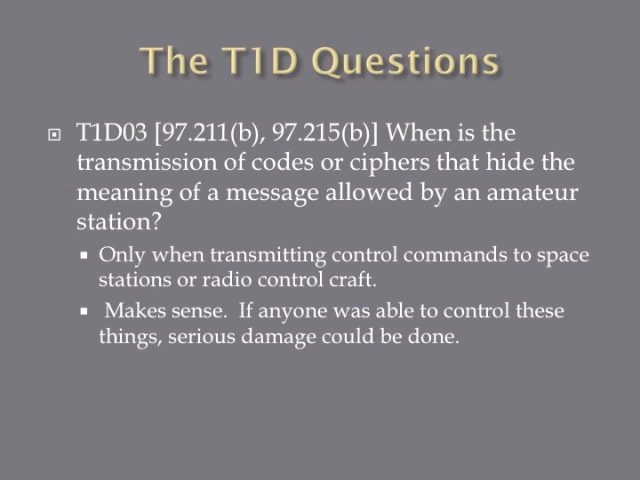 The T1D Questions
T1D03 [97.211(b), 97.215(b)] When is the
transmission of codes or ciphers that hide the
meaning of a message allowed by an amateur
station?
Only when transmitting control commands to space
stations or radio control craft.
Makes sense.  If anyone was able to control these
things, serious damage could be done.